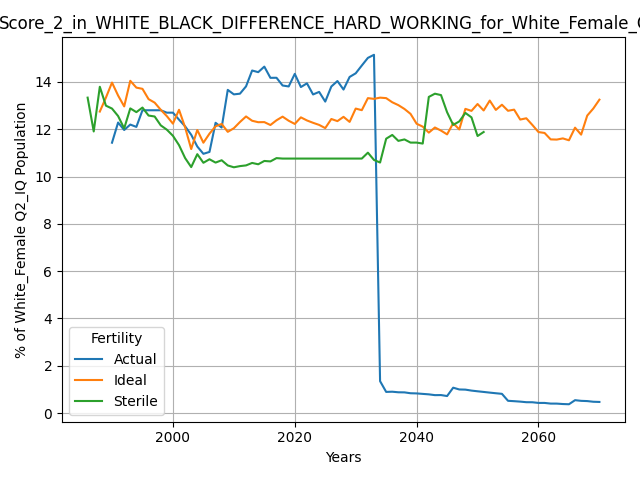 Score_2_in_WHITE_BLACK_DIFFERENCE_HARD_WORKING_for_White_Female_
% of White_Female Q2_IQ Population
14
12
10
8
6
4
2
0
Fertility
Actual
Ideal
Sterile
2000
2020
2040
2060
Years